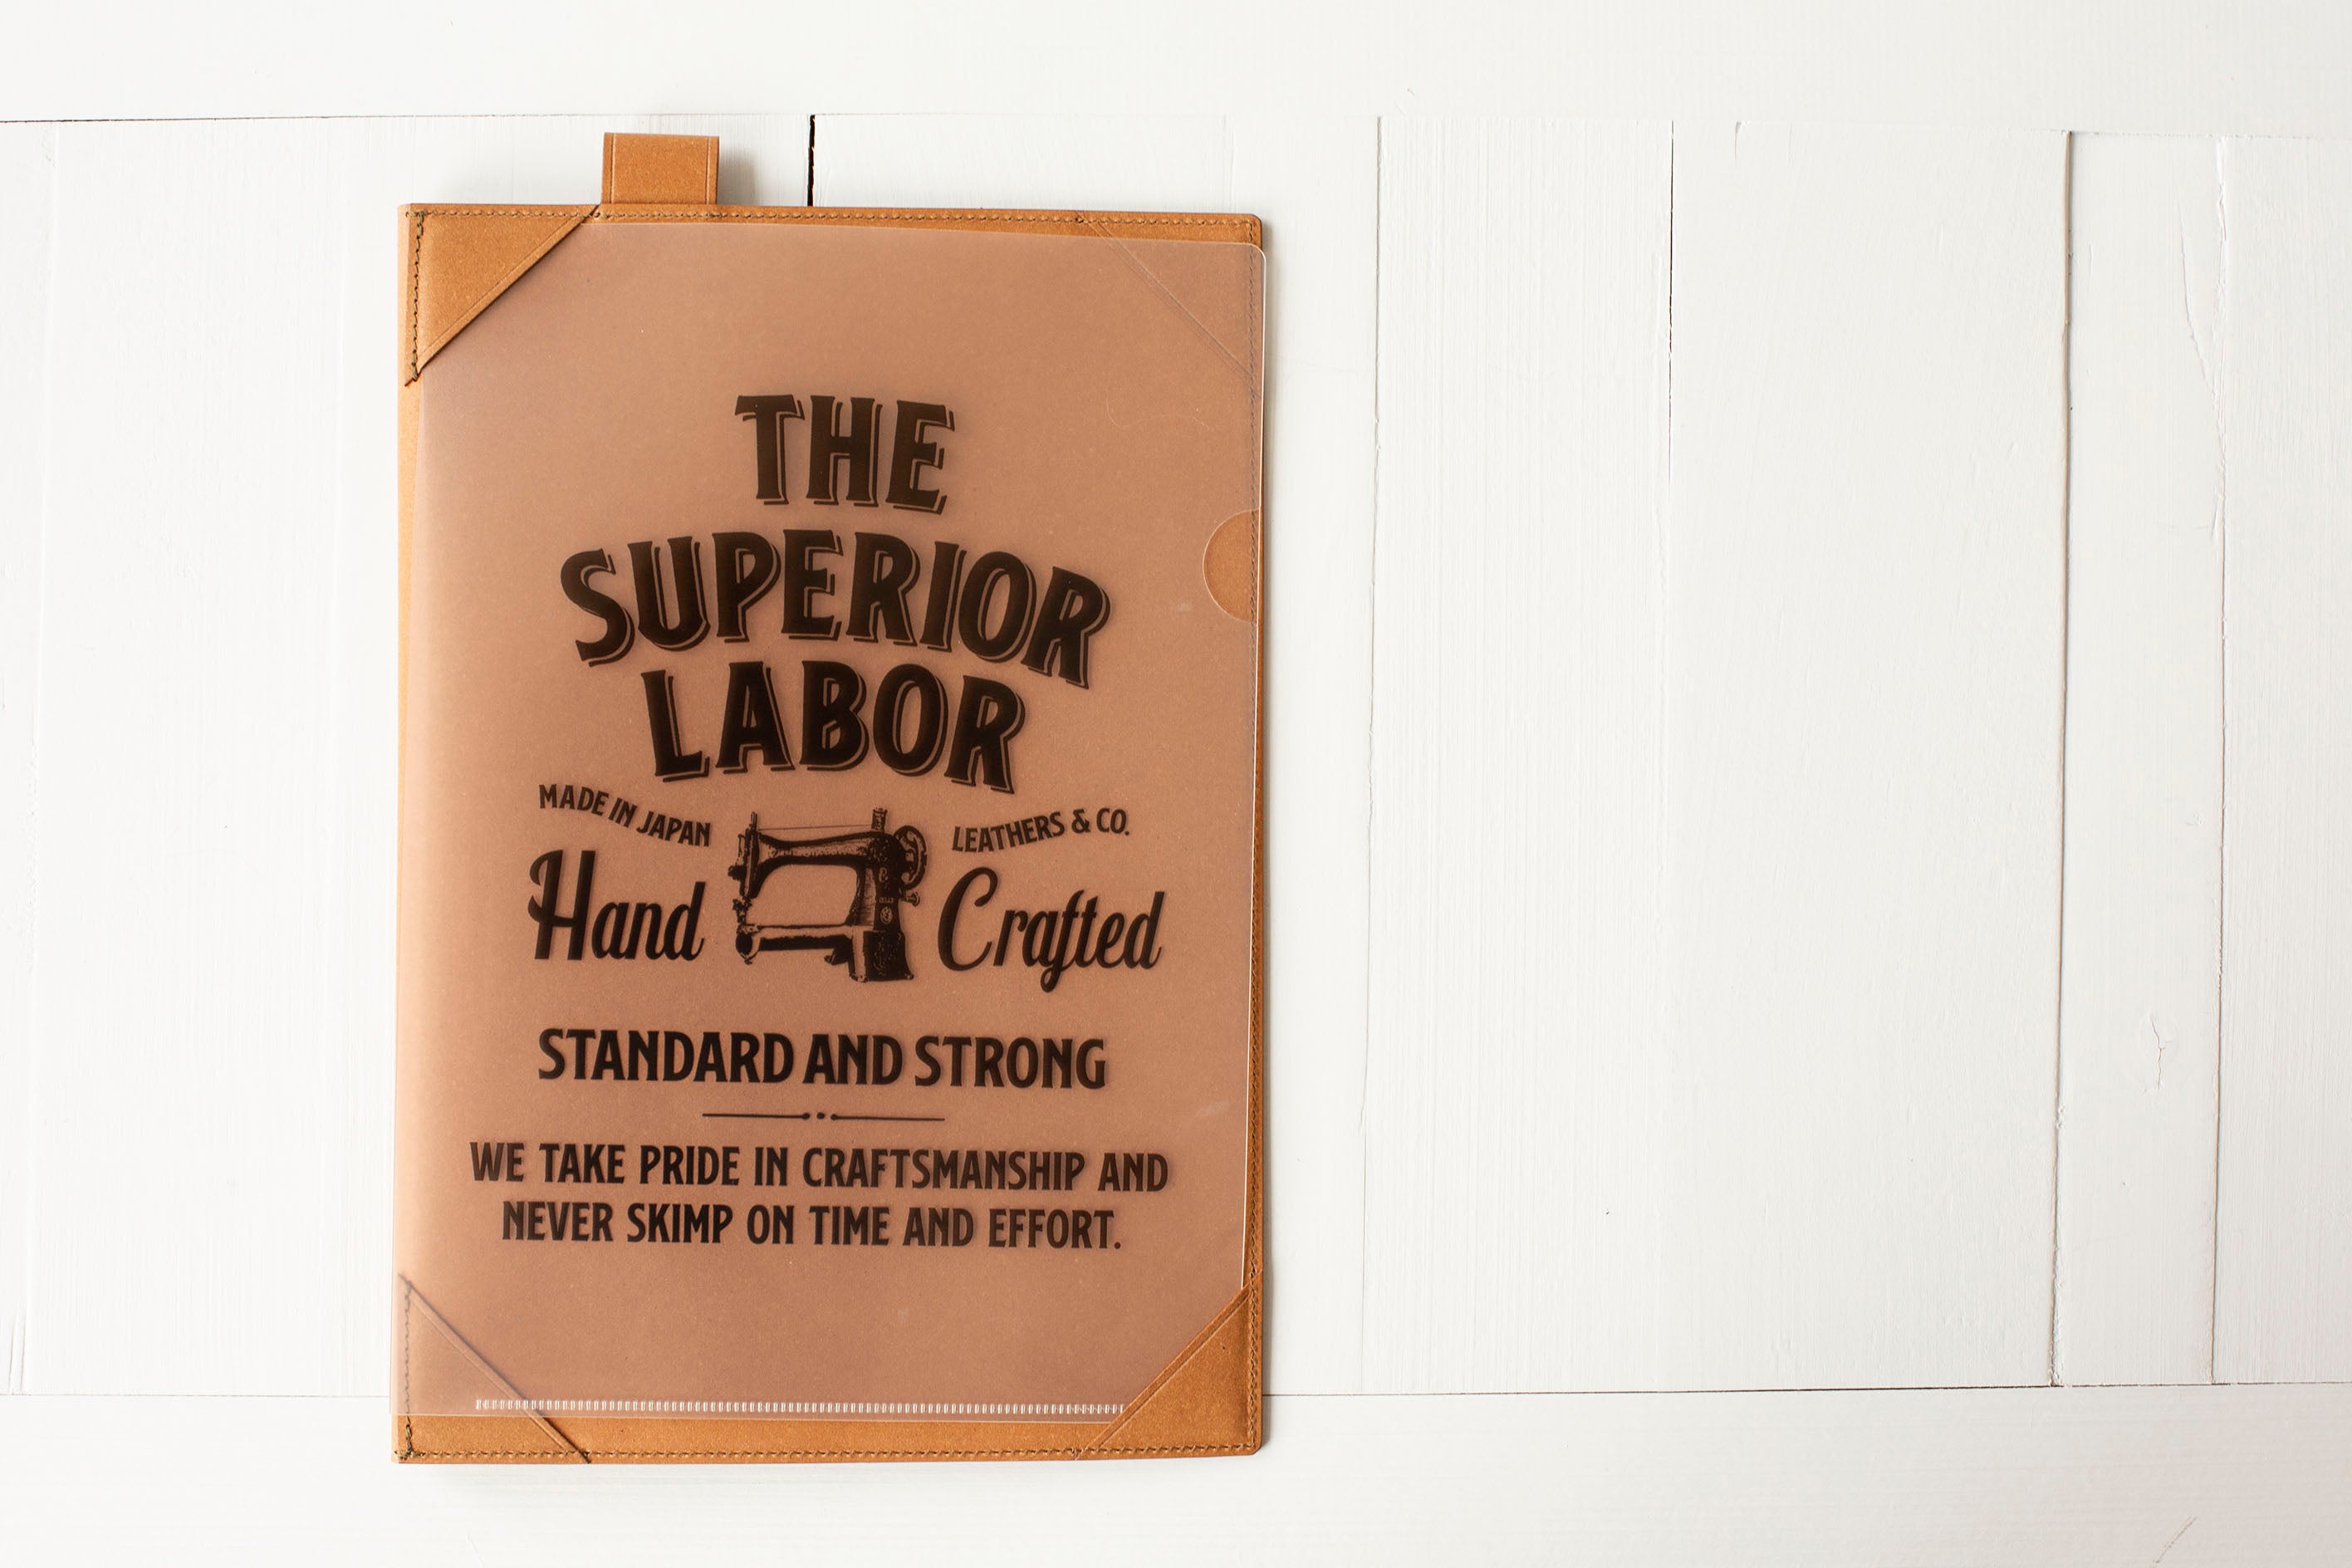 THE
SUPERIOR
LABOR
MADE IN JAPAN
LEATHERS & CO.
Hand Crafted
STANDARD AND STRONG
WE TAKE PRIDE IN CRAFTSMANSHIP AND
NEVER SKIMP ON TIME AND EFFORT.